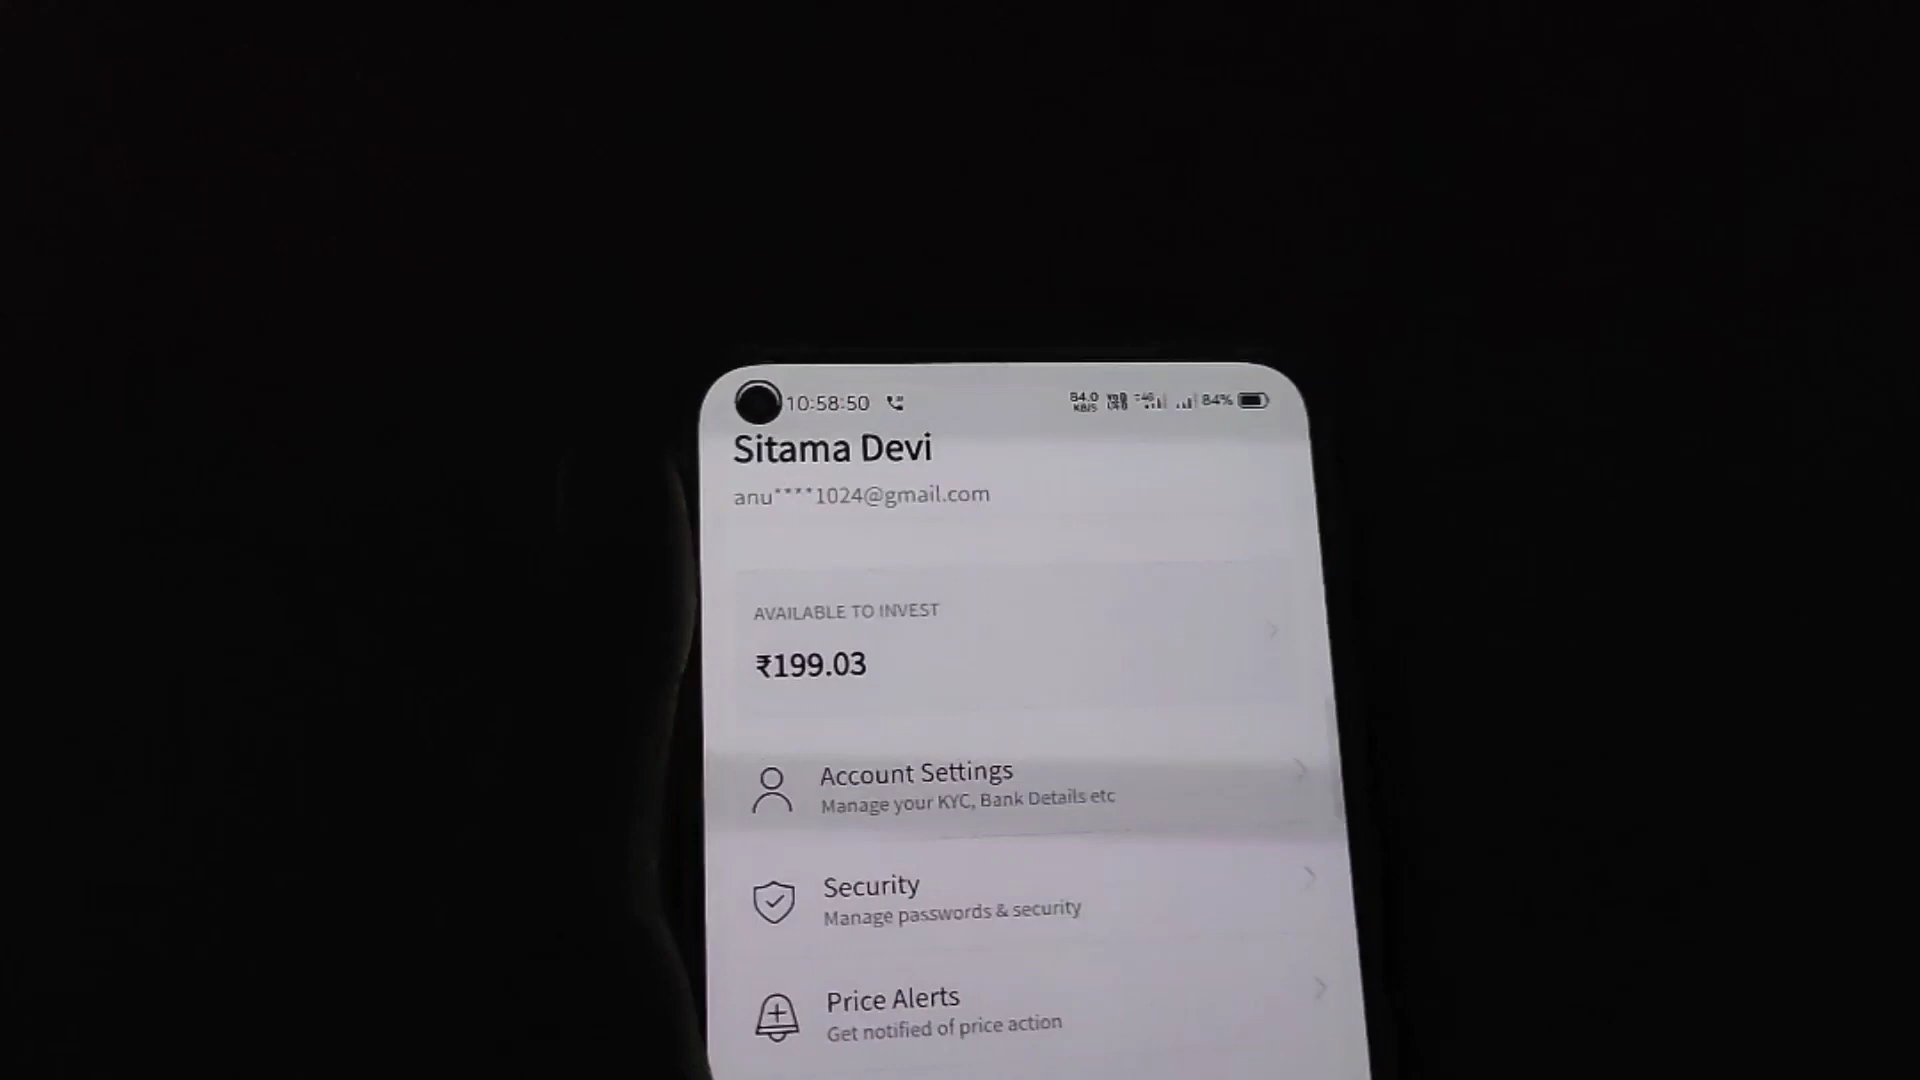 10:58:50 84.0 KB/S 4G 84%
Sitama Devi
anu****1024@gmail.com
AVAILABLE TO INVEST
₹199.03
Account Settings
Manage your KYC, Bank Details etc
Security
Manage passwords & security
Price Alerts
Get notified of price action